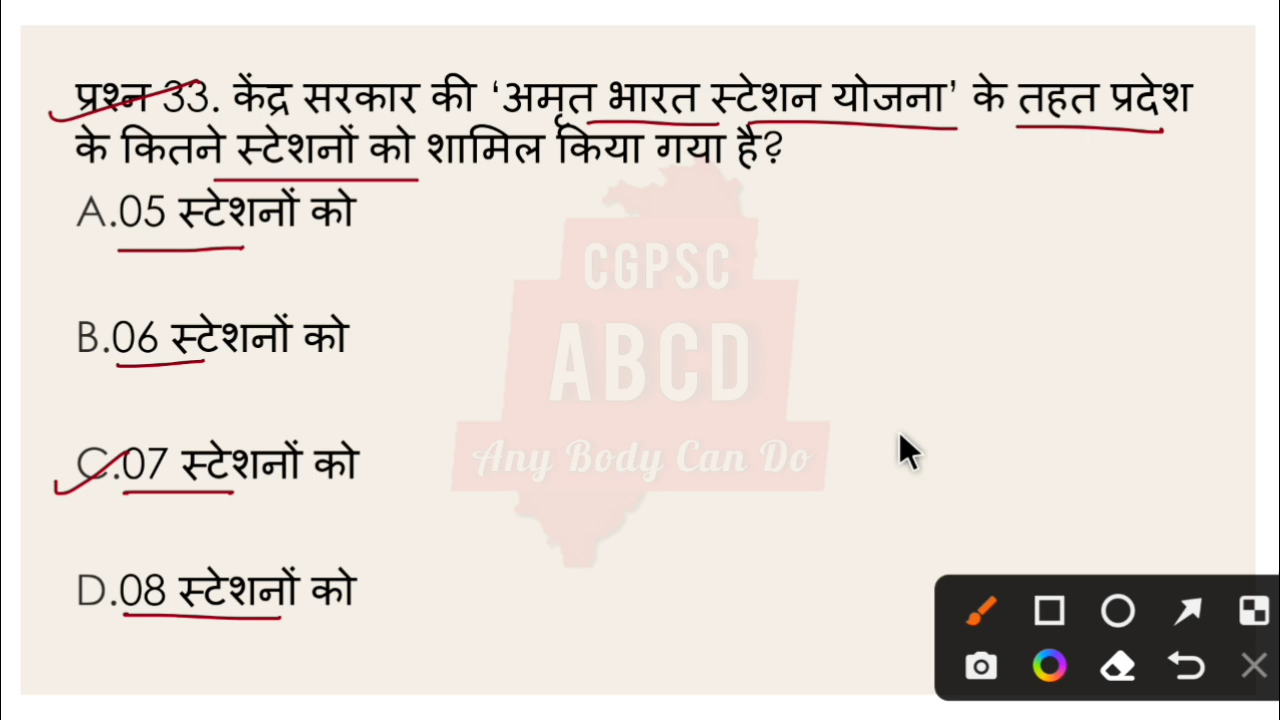 प्रश्न 33. केंद्र सरकार की ‘अमृत भारत स्टेशन योजना’ के तहत प्रदेश
के कितने स्टेशनों को शामिल किया गया है?
A.05 स्टेशनों को
B.06 स्टेशनों को
C.07 स्टेशनों को
D.08 स्टेशनों को
CGPSC
ABCD
Any Body Can Do